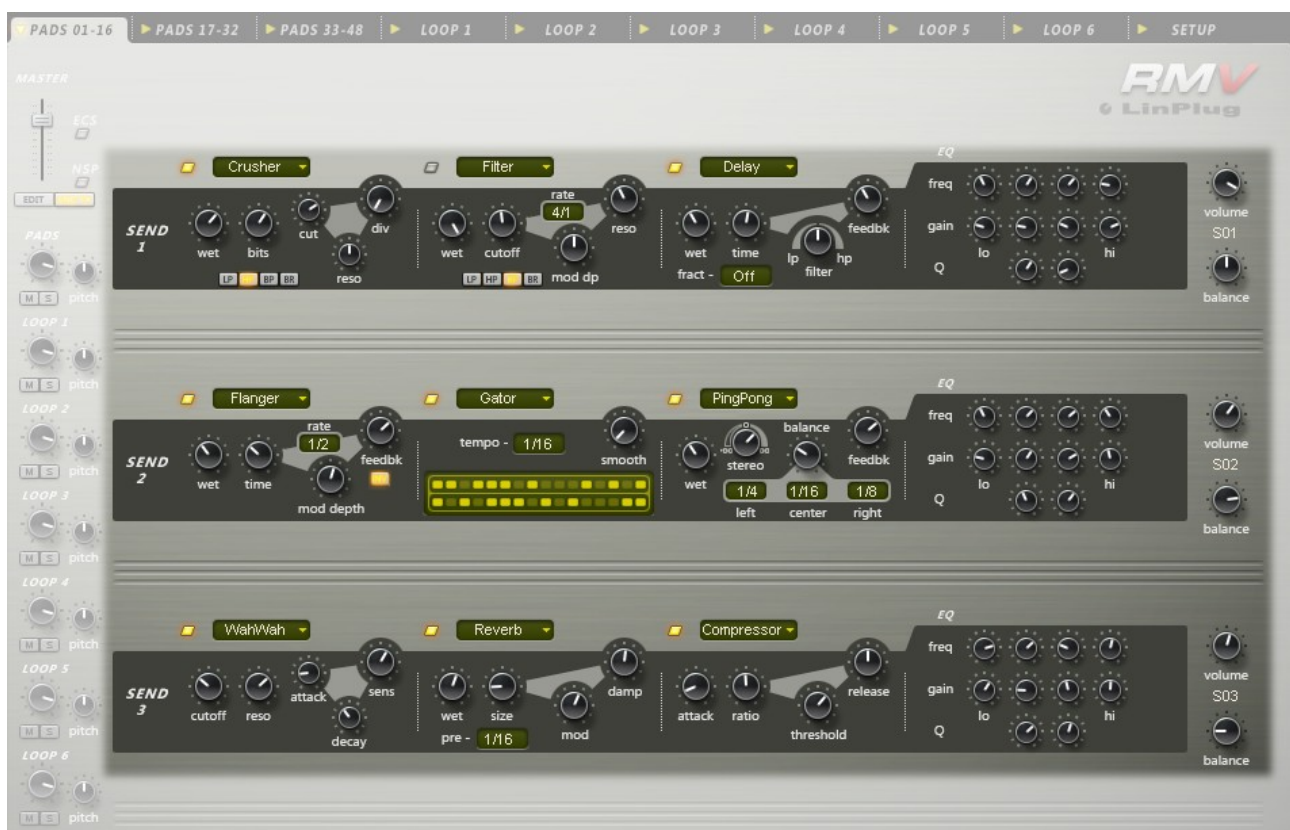 PADS 01-16 PADS 17-32 PADS 33-48 LOOP 1 LOOP 2 LOOP 3 LOOP 4 LOOP 5 LOOP 6 SETUP
MASTER
RMV
LinPlug
ECS
NSP
EDIT
Crusher Filter Delay EQ
SEND 1
wet bits cut div reso
LP BP BR
rate
4/1
wet cutoff mod dp reso
LP HP BR
wet time feedbk
lp filter hp
fract - Off
freq
gain
lo hi
Q
volume
S01
balance
PADS
M S pitch
LOOP 1
M S pitch
Flanger Gator PingPong EQ
SEND 2
rate
1/2
wet time mod depth feedbk
tempo - 1/16 smooth
wet stereo balance feedbk
1/4 1/16 1/8
left center right
freq
gain
lo hi
Q
volume
S02
balance
LOOP 2
M S pitch
LOOP 3
M S pitch
LOOP 4
M S pitch
WahWah Reverb Compressor EQ
SEND 3
cutoff reso attack sens decay
wet size mod damp
pre - 1/16
attack ratio threshold release
freq
gain
lo hi
Q
volume
S03
balance
LOOP 5
M S pitch
LOOP 6
M S pitch